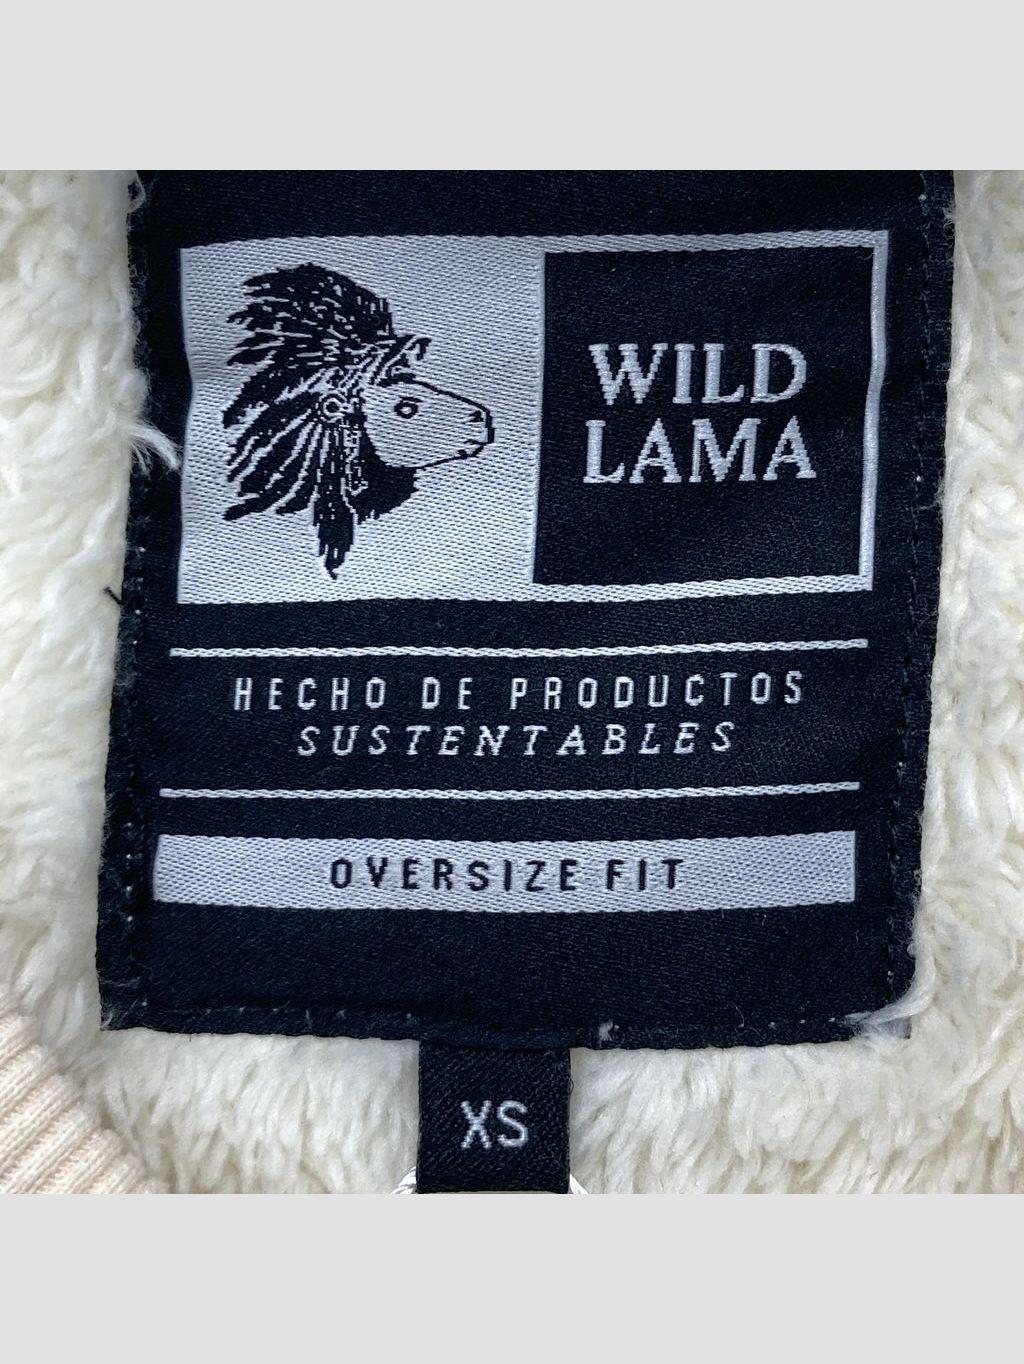 WILD
LAMA
HECHO DE PRODUCTOS
SUSTENTABLES
OVERSIZE FIT
XS